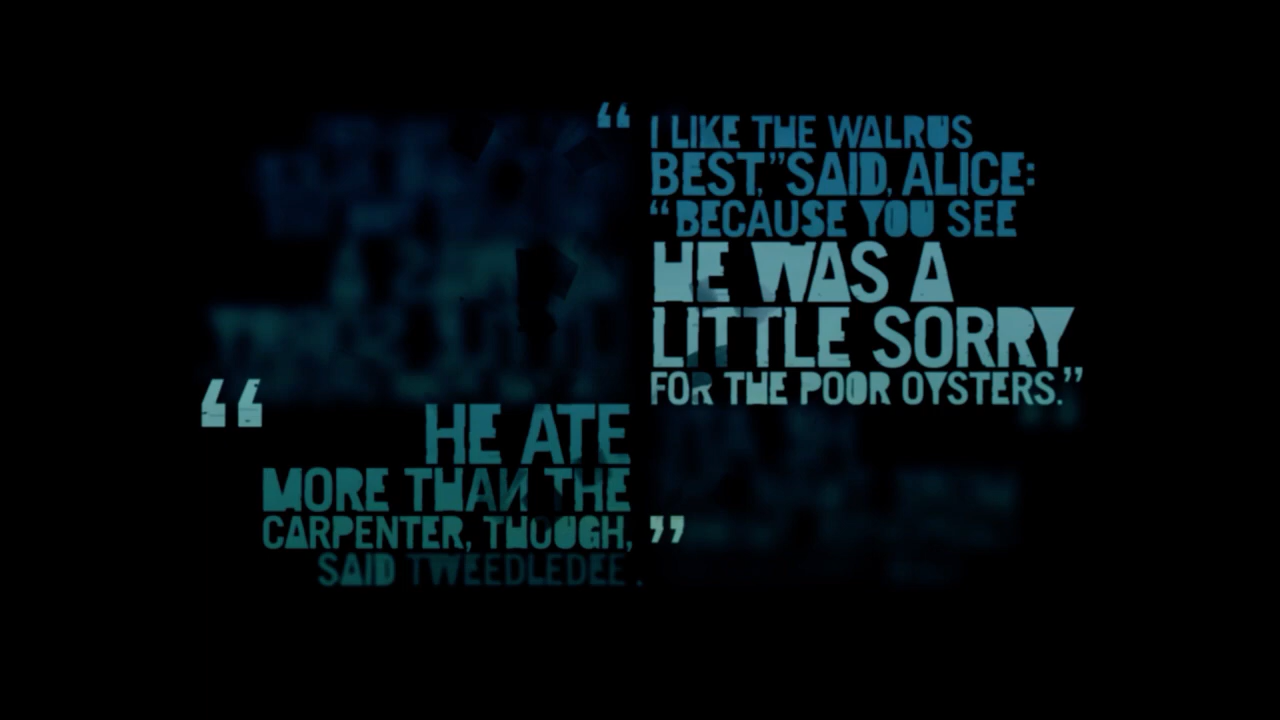 “ I LIKE THE WALRUS
BEST,” SAID, ALICE:
“ BECAUSE YOU SEE
HE WAS A
LITTLE SORRY
FOR THE POOR OYSTERS.”
“ HE ATE
MORE THAN THE
CARPENTER, THOUGH, ”
SAID TWEEDLEDEE.